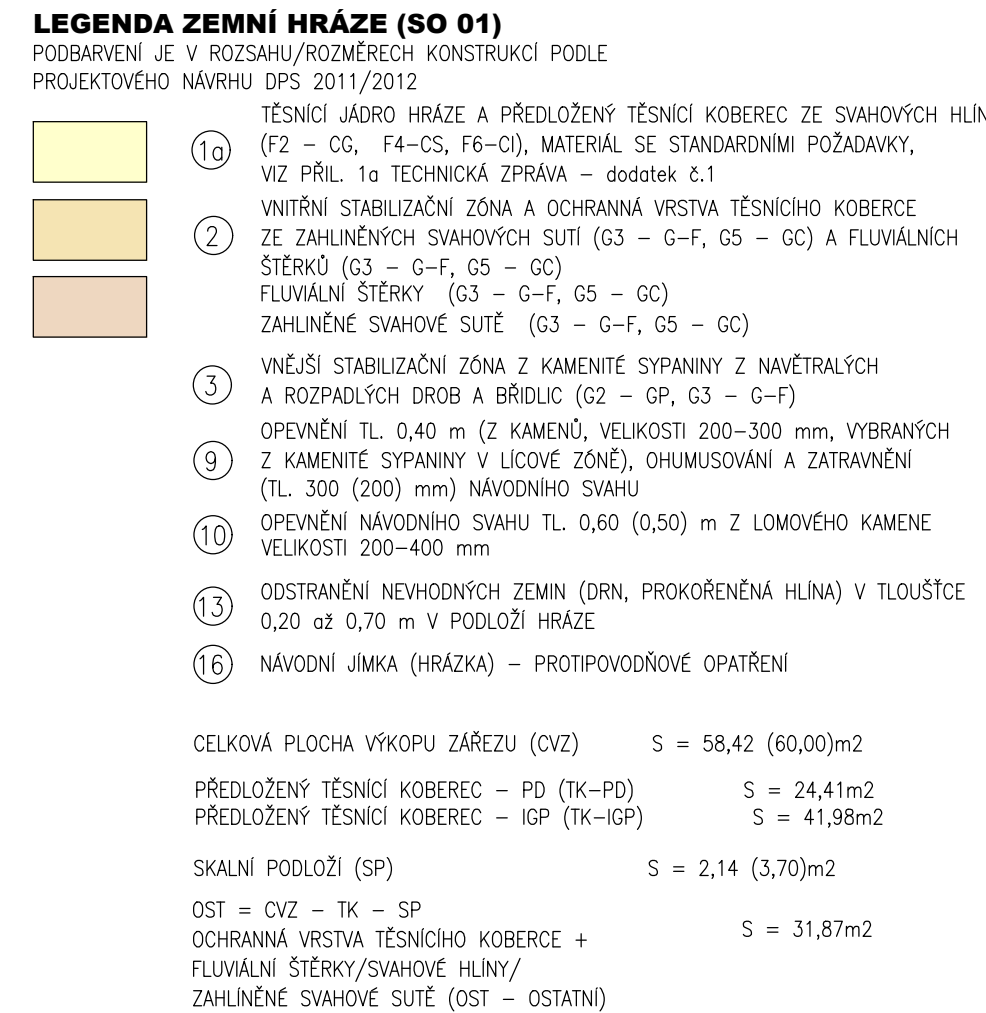 LEGENDA ZEMNÍ HRÁZE (SO 01)
PODBARVENÍ JE V ROZSAHU/ROZMĚRECH KONSTRUKCÍ PODLE
PROJEKTOVÉHO NÁVRHU DPS 2011/2012
TĚSNÍCÍ JÁDRO HRÁZE A PŘEDLOŽENÝ TĚSNÍCÍ KOBEREC ZE SVAHOVÝCH HLÍN
1a (F2 – CG, F4–CS, F6–CI), MATERIÁL SE STANDARDNÍMI POŽADAVKY,
VIZ PŘIL. 1a TECHNICKÁ ZPRÁVA – dodatek č.1
VNITŘNÍ STABILIZAČNÍ ZÓNA A OCHRANNÁ VRSTVA TĚSNÍCÍHO KOBERCE
2 ZE ZAHLINĚNÝCH SVAHOVÝCH SUTÍ (G3 – G–F, G5 – GC) A FLUVIÁLNÍCH
ŠTĚRKŮ (G3 – G–F, G5 – GC)
FLUVIÁLNÍ ŠTĚRKY (G3 – G–F, G5 – GC)
ZAHLINĚNÉ SVAHOVÉ SUTĚ (G3 – G–F, G5 – GC)
VNĚJŠÍ STABILIZAČNÍ ZÓNA Z KAMENITÉ SYPANINY Z NAVĚTRALÝCH
3 A ROZPADLÝCH DROB A BŘIDLIC (G2 – GP, G3 – G–F)
OPEVNĚNÍ TL. 0,40 m (Z KAMENŮ, VELIKOSTI 200–300 mm, VYBRANÝCH
9 Z KAMENITÉ SYPANINY V LÍCOVÉ ZÓNĚ), OHUMUSOVÁNÍ A ZATRAVNĚNÍ
(TL. 300 (200) mm) NÁVODNÍHO SVAHU
10 OPEVNĚNÍ NÁVODNÍHO SVAHU TL. 0,60 (0,50) m Z LOMOVÉHO KAMENE
VELIKOSTI 200–400 mm
13 ODSTRANĚNÍ NEVHODNÝCH ZEMIN (DRN, PROKOŘENĚNÁ HLÍNA) V TLOUŠŤCE
0,20 až 0,70 m V PODLOŽÍ HRÁZE
16 NÁVODNÍ JÍMKA (HRÁZKA) – PROTIPOVODŇOVÉ OPATŘENÍ
CELKOVÁ PLOCHA VÝKOPU ZÁŘEZU (CVZ) S = 58,42 (60,00)m2
PŘEDLOŽENÝ TĚSNÍCÍ KOBEREC – PD (TK–PD) S = 24,41m2
PŘEDLOŽENÝ TĚSNÍCÍ KOBEREC – IGP (TK–IGP) S = 41,98m2
SKALNÍ PODLOŽÍ (SP) S = 2,14 (3,70)m2
OST = CVZ – TK – SP
OCHRANNÁ VRSTVA TĚSNÍCÍHO KOBERCE + S = 31,87m2
FLUVIÁLNÍ ŠTĚRKY/SVAHOVÉ HLÍNY/
ZAHLÍNĚNÉ SVAHOVÉ SUTĚ (OST – OSTATNÍ)